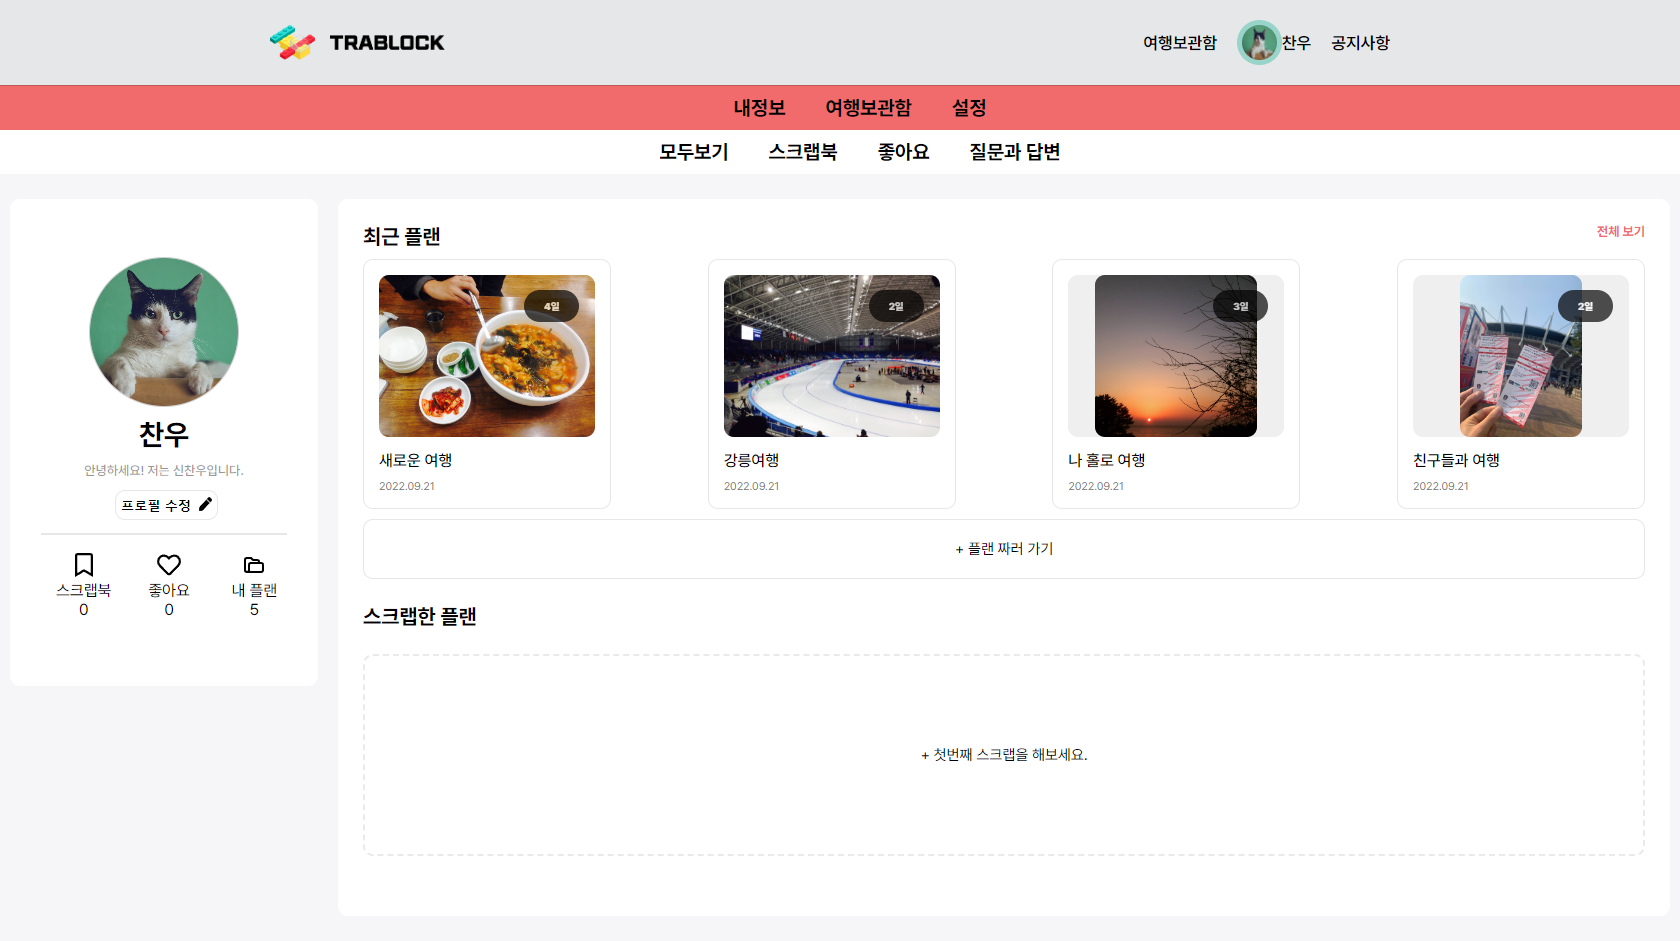 TRABLOCK
여행보관함 찬우 공지사항
내정보 여행보관함 설정
모두보기 스크랩북 좋아요 질문과 답변
찬우
안녕하세요! 저는 신찬우입니다.
프로필 수정
스크랩북 좋아요 내 플랜
0 0 5
최근 플랜 전체 보기
4일 2일 3일 2일
새로운 여행 강릉여행 나 홀로 여행 친구들과 여행
2022.09.21 2022.09.21 2022.09.21 2022.09.21
+ 플랜 짜러 가기
스크랩한 플랜
+ 첫번째 스크랩을 해보세요.